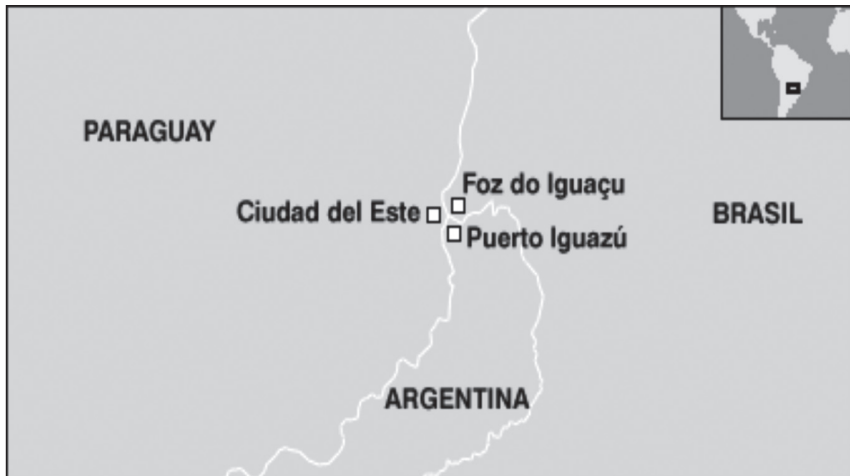 PARAGUAY
Foz do Iguaçu
Ciudad del Este
BRASIL
Puerto Iguazú
ARGENTINA